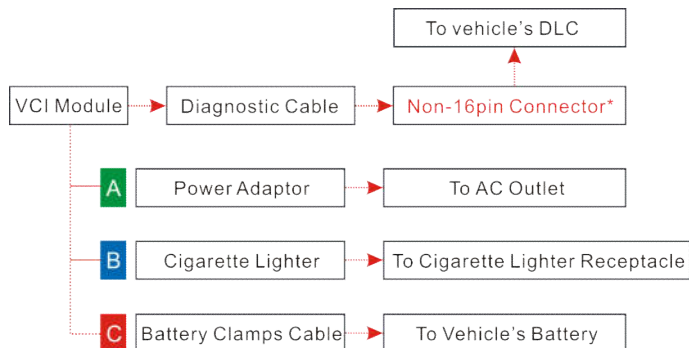 To vehicle's DLC
VCI Module
Diagnostic Cable
Non-16pin Connector*
A
Power Adaptor
To AC Outlet
B
Cigarette Lighter
To Cigarette Lighter Receptacle
C
Battery Clamps Cable
To Vehicle's Battery